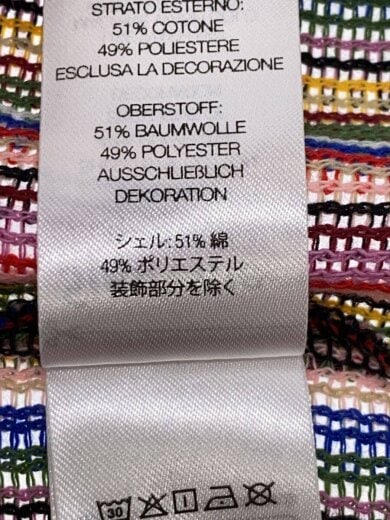 STRATO ESTERNO:
51% COTONE
49% POLIESTERE
ESCLUSA LA DECORAZIONE
OBERSTOFF:
51% BAUMWOLLE
49% POLYESTER
AUSSCHLIEßLICH
DEKORATION
シェル: 51% 綿
49% ポリエステル
装飾部分を除く
30